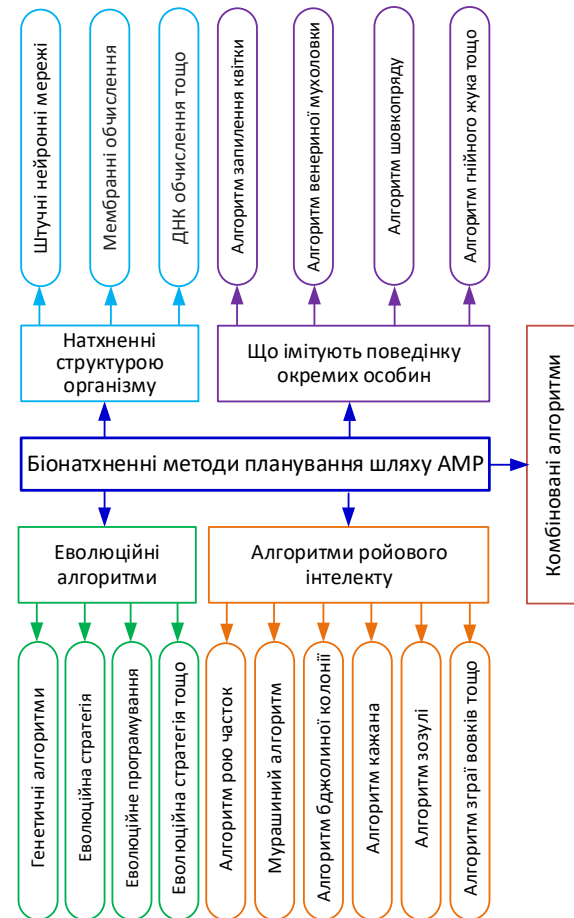 Штучні нейронні мережі
Мембранні обчислення
ДНК обчислення тощо
Алгоритм запилення квітки
Алгоритм венериної мухоловки
Алгоритм шовкопряду
Алгоритм гнійного жука тощо
Натхненні
структурою
організму
Що імітують поведінку
окремих особин
Біонатхненні методи планування шляху АМР
Комбіновані алгоритми
Еволюційні
алгоритми
Алгоритми ройового
інтелекту
Генетичні алгоритми
Еволюційна стратегія
Еволюційне програмування
Еволюційна стратегія тощо
Алгоритм рою часток
Мурашиний алгоритм
Алгоритм бджолиної колонії
Алгоритм кажана
Алгоритм зозулі
Алгоритм зграї вовків тощо